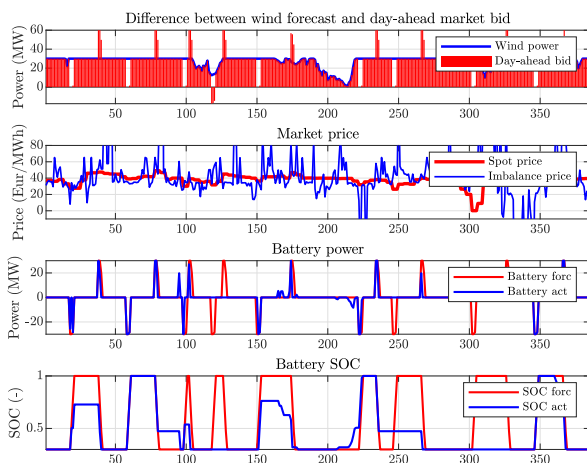 Difference between wind forecast and day-ahead market bid
Power (MW)
60
40
20
0
Wind power
Day-ahead bid
50 100 150 200 250 300 350
Market price
Price (Eur/MWh)
80
60
40
20
0
Spot price
Imbalance price
50 100 150 200 250 300 350
Battery power
Power (MW)
20
0
-20
Battery forc
Battery act
50 100 150 200 250 300 350
Battery SOC
SOC (-)
1
0.5
SOC forc
SOC act
50 100 150 200 250 300 350